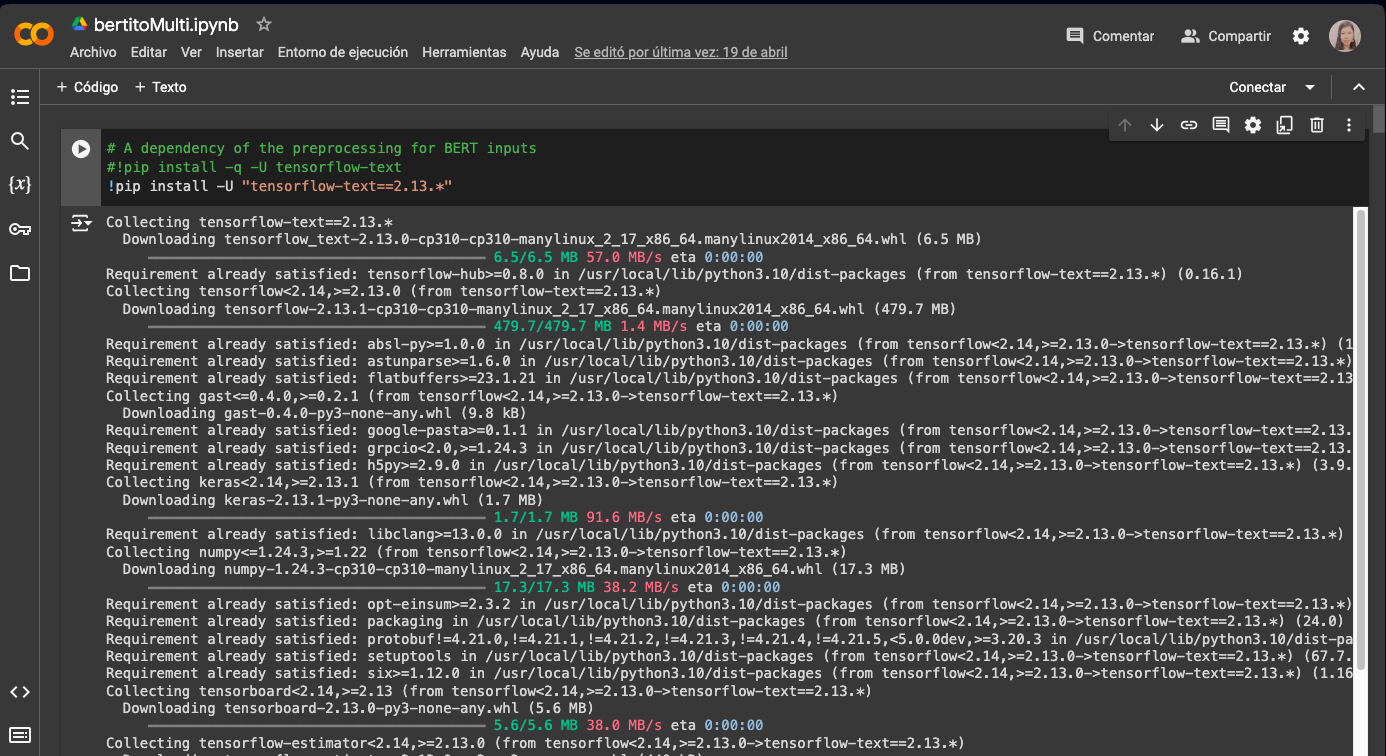 bertitoMulti.ipynb
Comentar
Compartir
Archivo Editar Ver Insertar Entorno de ejecución Herramientas Ayuda Se editó por última vez: 19 de abril
+ Código + Texto
Conectar
{x}
# A dependency of the preprocessing for BERT inputs
#!pip install -q -U tensorflow-text
!pip install -U "tensorflow-text==2.13.*"
Collecting tensorflow-text==2.13.*
Downloading tensorflow_text-2.13.0-cp310-cp310-manylinux_2_17_x86_64.manylinux2014_x86_64.whl (6.5 MB)
6.5/6.5 MB 57.0 MB/s eta 0:00:00
Requirement already satisfied: tensorflow-hub>=0.8.0 in /usr/local/lib/python3.10/dist-packages (from tensorflow-text==2.13.*) (0.16.1)
Collecting tensorflow<2.14,>=2.13.0 (from tensorflow-text==2.13.*)
Downloading tensorflow-2.13.1-cp310-cp310-manylinux_2_17_x86_64.manylinux2014_x86_64.whl (479.7 MB)
479.7/479.7 MB 1.4 MB/s eta 0:00:00
Requirement already satisfied: absl-py>=1.0.0 in /usr/local/lib/python3.10/dist-packages (from tensorflow<2.14,>=2.13.0->tensorflow-text==2.13.*) (1
Requirement already satisfied: astunparse>=1.6.0 in /usr/local/lib/python3.10/dist-packages (from tensorflow<2.14,>=2.13.0->tensorflow-text==2.13.*)
Requirement already satisfied: flatbuffers>=23.1.21 in /usr/local/lib/python3.10/dist-packages (from tensorflow<2.14,>=2.13.0->tensorflow-text==2.13
Collecting gast<=0.4.0,>=0.2.1 (from tensorflow<2.14,>=2.13.0->tensorflow-text==2.13.*)
Downloading gast-0.4.0-py3-none-any.whl (9.8 kB)
Requirement already satisfied: google-pasta>=0.1.1 in /usr/local/lib/python3.10/dist-packages (from tensorflow<2.14,>=2.13.0->tensorflow-text==2.13.
Requirement already satisfied: grpcio<2.0,>=1.24.3 in /usr/local/lib/python3.10/dist-packages (from tensorflow<2.14,>=2.13.0->tensorflow-text==2.13.
Requirement already satisfied: h5py>=2.9.0 in /usr/local/lib/python3.10/dist-packages (from tensorflow<2.14,>=2.13.0->tensorflow-text==2.13.*) (3.9.
Collecting keras<2.14,>=2.13.1 (from tensorflow<2.14,>=2.13.0->tensorflow-text==2.13.*)
Downloading keras-2.13.1-py3-none-any.whl (1.7 MB)
1.7/1.7 MB 91.6 MB/s eta 0:00:00
Requirement already satisfied: libclang>=13.0.0 in /usr/local/lib/python3.10/dist-packages (from tensorflow<2.14,>=2.13.0->tensorflow-text==2.13.*)
Collecting numpy<=1.24.3,>=1.22 (from tensorflow<2.14,>=2.13.0->tensorflow-text==2.13.*)
Downloading numpy-1.24.3-cp310-cp310-manylinux_2_17_x86_64.manylinux2014_x86_64.whl (17.3 MB)
17.3/17.3 MB 38.2 MB/s eta 0:00:00
Requirement already satisfied: opt-einsum>=2.3.2 in /usr/local/lib/python3.10/dist-packages (from tensorflow<2.14,>=2.13.0->tensorflow-text==2.13.*)
Requirement already satisfied: packaging in /usr/local/lib/python3.10/dist-packages (from tensorflow<2.14,>=2.13.0->tensorflow-text==2.13.*) (24.0)
Requirement already satisfied: protobuf!=4.21.0,!=4.21.1,!=4.21.2,!=4.21.3,!=4.21.4,!=4.21.5,<5.0.0dev,>=3.20.3 in /usr/local/lib/python3.10/dist-pa
Requirement already satisfied: setuptools in /usr/local/lib/python3.10/dist-packages (from tensorflow<2.14,>=2.13.0->tensorflow-text==2.13.*) (67.7.
Requirement already satisfied: six>=1.12.0 in /usr/local/lib/python3.10/dist-packages (from tensorflow<2.14,>=2.13.0->tensorflow-text==2.13.*) (1.16
Collecting tensorboard<2.14,>=2.13 (from tensorflow<2.14,>=2.13.0->tensorflow-text==2.13.*)
Downloading tensorboard-2.13.0-py3-none-any.whl (5.6 MB)
5.6/5.6 MB 38.0 MB/s eta 0:00:00
Collecting tensorflow-estimator<2.14,>=2.13.0 (from tensorflow<2.14,>=2.13.0->tensorflow-text==2.13.*)